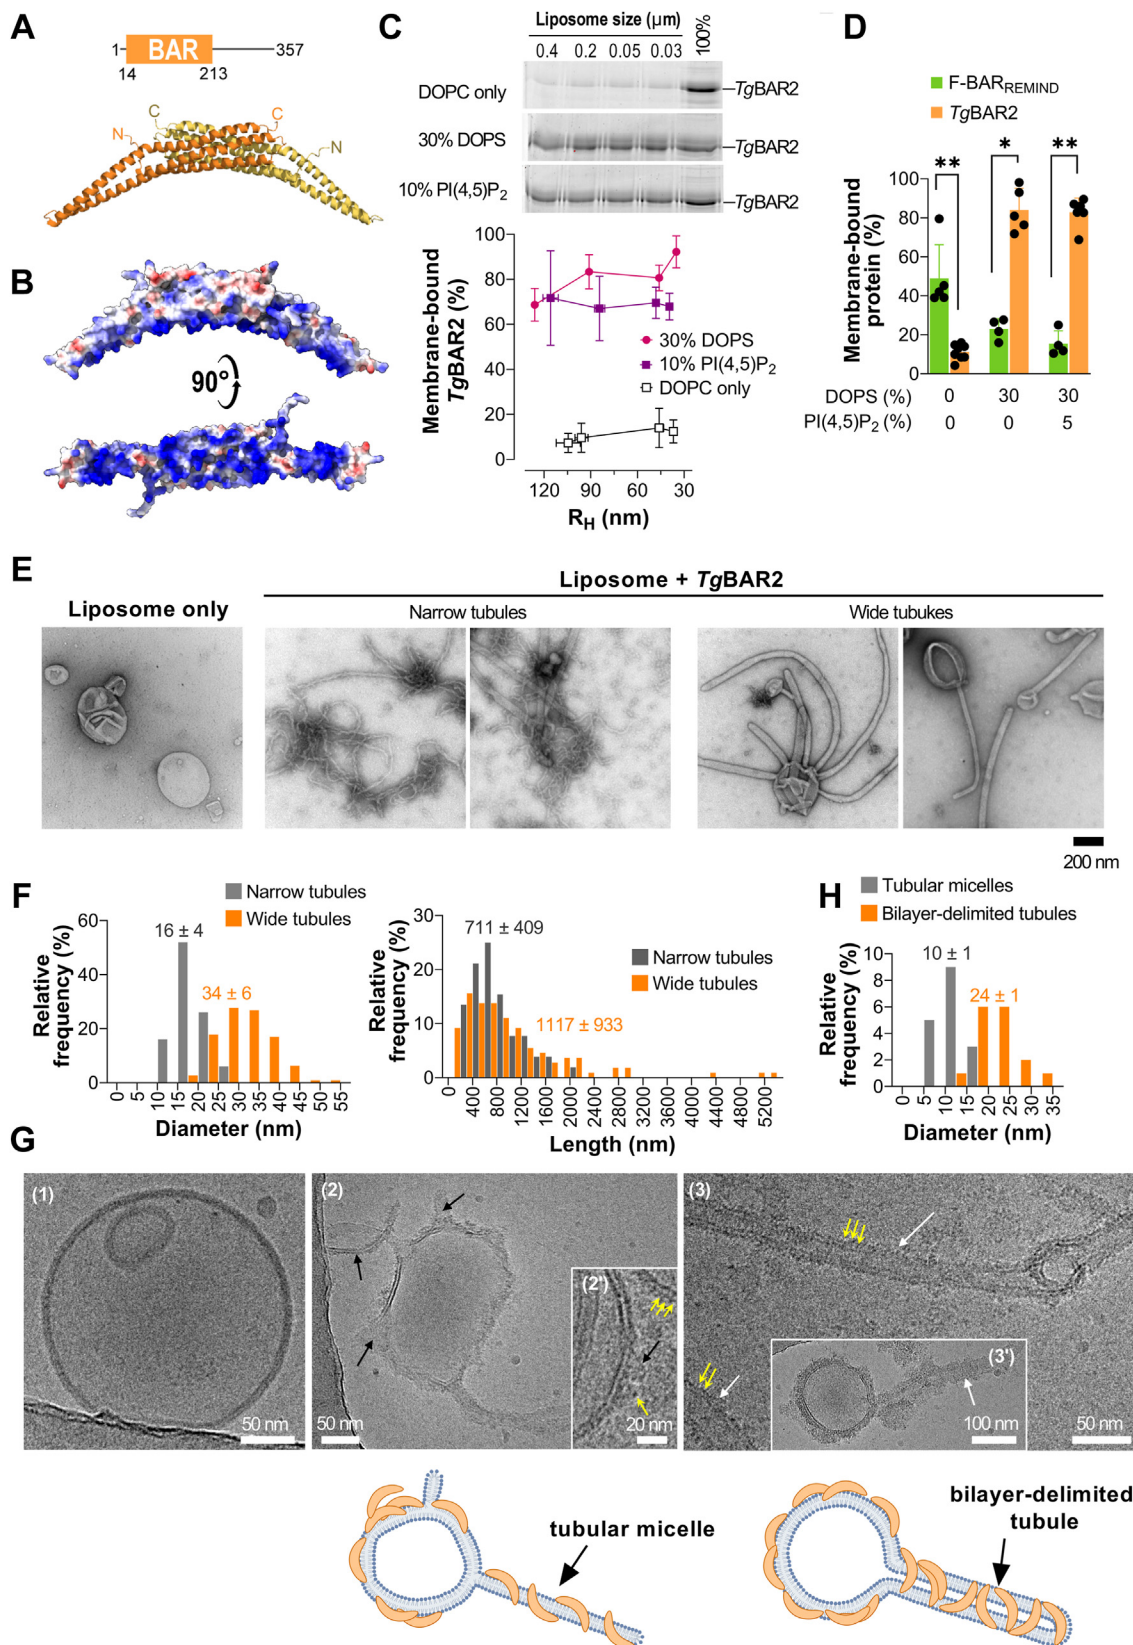 A
1
BAR
357
14
213
C
C
N
N
B
90°
C
Liposome size (μm)
100%
0.4
0.2
0.05
0.03
DOPC only
TgBAR2
30% DOPS
TgBAR2
10% PI(4,5)P2
TgBAR2
Membrane-bound
TgBAR2 (%)
100
80
60
40
20
0
30% DOPS
10% PI(4,5)P2
DOPC only
120
90
60
30
RH (nm)
D
F-BARREMIND
TgBAR2
**
*
**
Membrane-bound
protein (%)
100
80
60
40
20
0
DOPS (%)
0
30
30
PI(4,5)P2 (%)
0
0
5
E
Liposome + TgBAR2
Liposome only
Narrow tubules
Wide tubukes
200 nm
F
Narrow tubules
Wide tubules
Relative
frequency (%)
60
40
20
0
16 ± 4
34 ± 6
0
5
10
15
20
25
30
35
40
45
50
55
Diameter (nm)
Relative
frequency (%)
30
20
10
0
711 ± 409
Narrow tubules
Wide tubules
1117 ± 933
0
400
800
1200
1600
2000
2400
2800
3200
3600
4000
4400
4800
5200
Length (nm)
H
Tubular micelles
Bilayer-delimited tubules
Relative
frequency (%)
10
8
6
4
2
0
10 ± 1
24 ± 1
0
5
10
15
20
25
30
35
Diameter (nm)
G
(1)
50 nm
(2)
50 nm
(2')
20 nm
(3)
(3')
100 nm
50 nm
tubular micelle
bilayer-delimited
tubule